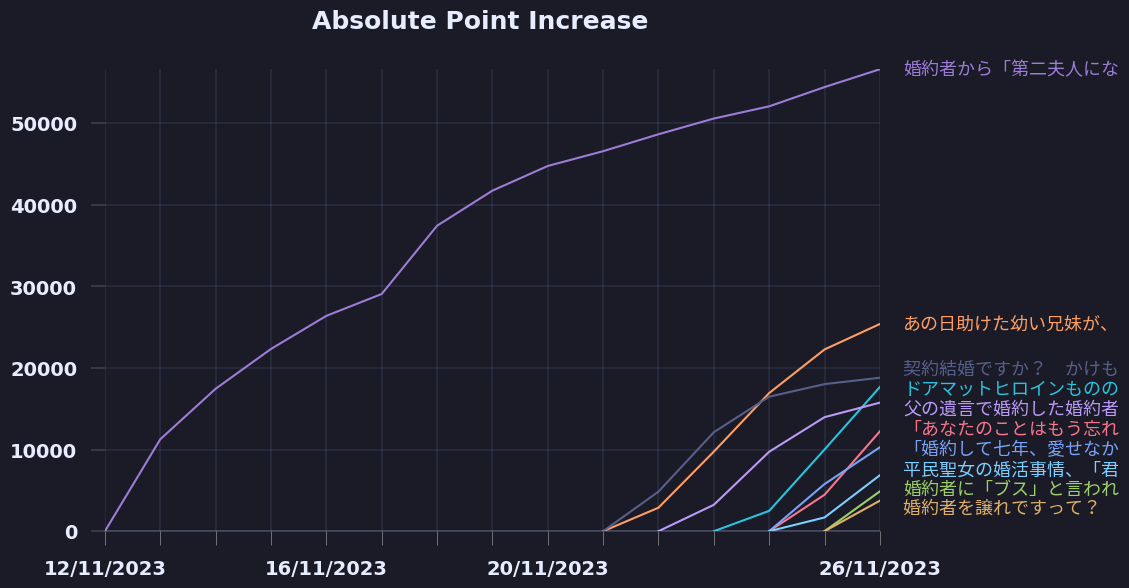 Absolute Point Increase
50000
40000
30000
20000
10000
0
12/11/2023
16/11/2023
20/11/2023
26/11/2023
婚約者から「第二夫人にな
あの日助けた幼い兄妹が、
契約結婚ですか？　かけも
ドアマットヒロインものの
父の遺言で婚約した婚約者
「あなたのことはもう忘れ
「婚約して七年、愛せなか
平民聖女の婚活事情、「君
婚約者に「ブス」と言われ
婚約者を譲れですって？